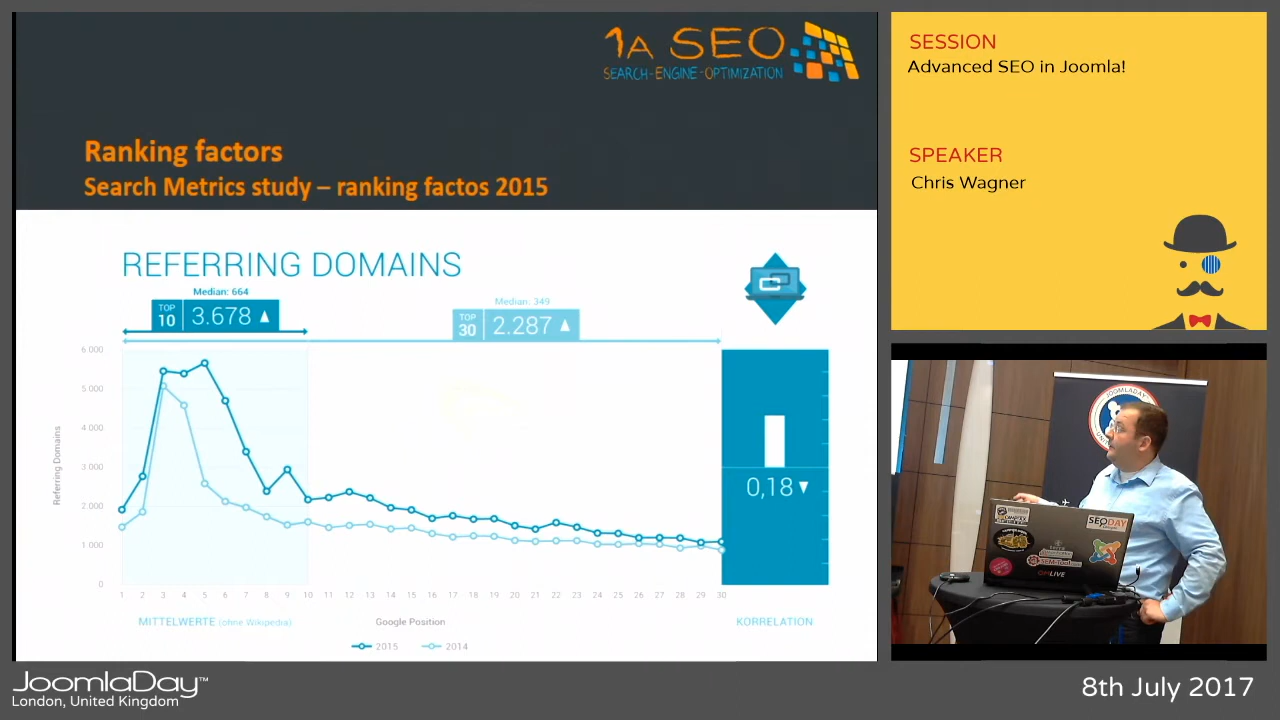 1A SEO
SEARCH-ENGINE-OPTIMIZATION
Ranking factors
Search Metrics study – ranking factos 2015
REFERRING DOMAINS
Median: 664
TOP 10 3.678
Median: 349
TOP 30 2.287
6 000
5 000
4 000
3 000
2 000
1 000
0
Referring Domains
1 2 3 4 5 6 7 8 9 10 11 12 13 14 15 16 17 18 19 20 21 22 23 24 25 26 27 28 29 30
0,18
MITTELWERTE (ohne Wikipedia)
Google Position
KORRELATION
2015 2014
SESSION
Advanced SEO in Joomla!
SPEAKER
Chris Wagner
JOOMLADAY
SEODAY
LIVE
JoomlaDay™
London, United Kingdom
8th July 2017